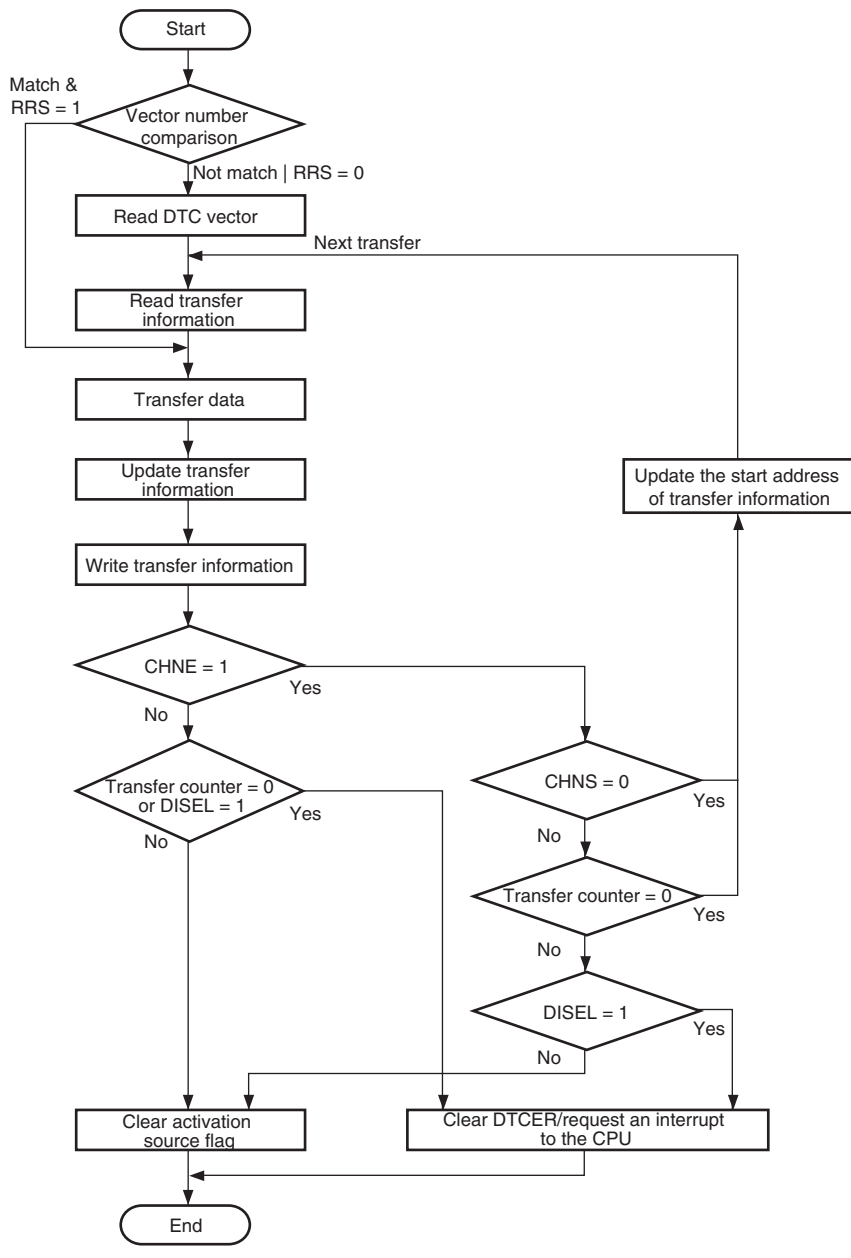 Start
Match &
RRS = 1
Vector number
comparison
Not match | RRS = 0
Read DTC vector
Next transfer
Read transfer
information
Transfer data
Update transfer
information
Update the start address
of transfer information
Write transfer information
CHNE = 1
Yes
No
Transfer counter = 0
or DISEL = 1
Yes
No
CHNS = 0
Yes
No
Transfer counter = 0
Yes
No
DISEL = 1
Yes
No
Clear activation
source flag
Clear DTCER/request an interrupt
to the CPU
End